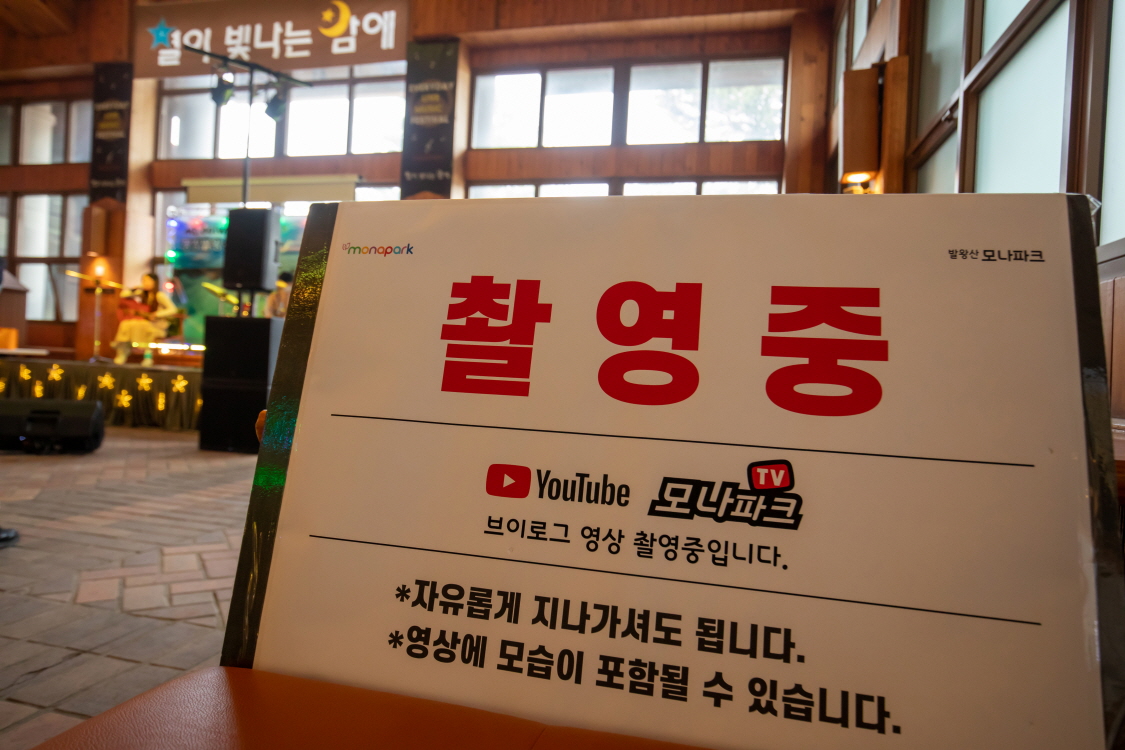 별의 빛나는 밤에
monapark
발왕산 모나파크
촬영중
YouTube 모나파크 TV
브이로그 영상 촬영중입니다.
*자유롭게 지나가셔도 됩니다.
*영상에 모습이 포함될 수 있습니다.